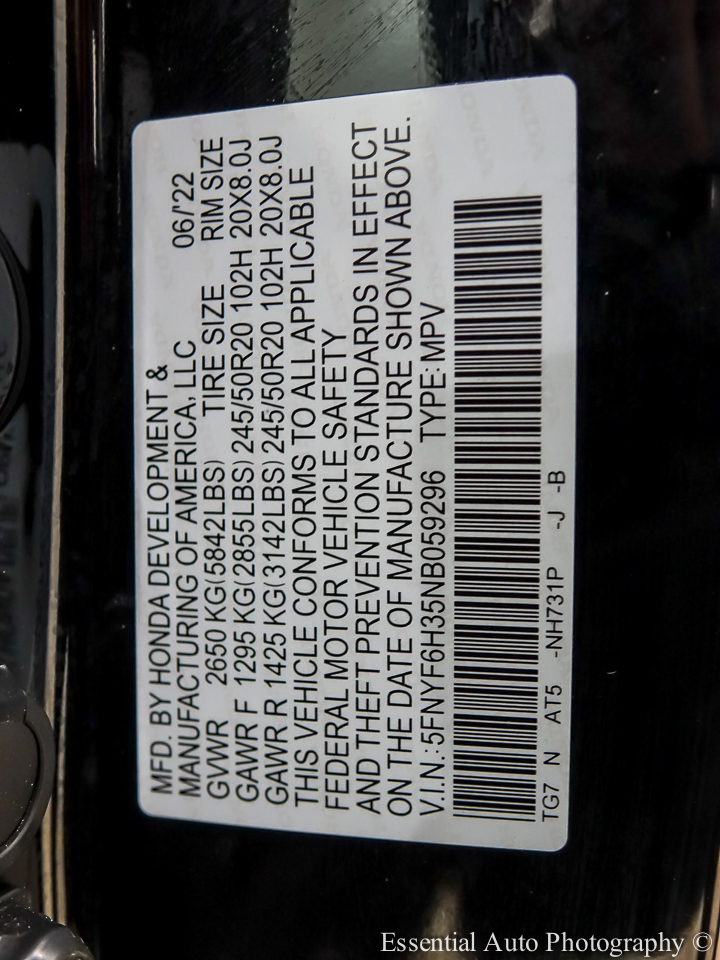 MFD. BY HONDA DEVELOPMENT &
MANUFACTURING OF AMERICA, LLC 06/'22
GVWR 2650 KG(5842LBS) TIRE SIZE RIM SIZE
GAWR F 1295 KG(2855LBS) 245/50R20 102H 20X8.0J
GAWR R 1425 KG(3142LBS) 245/50R20 102H 20X8.0J
THIS VEHICLE CONFORMS TO ALL APPLICABLE
FEDERAL MOTOR VEHICLE SAFETY
AND THEFT PREVENTION STANDARDS IN EFFECT
ON THE DATE OF MANUFACTURE SHOWN ABOVE.
V.I.N.: 5FNYF6H35NB059296 TYPE:MPV
TG7 N AT5 -NH731P -J -B
Essential Auto Photography ©